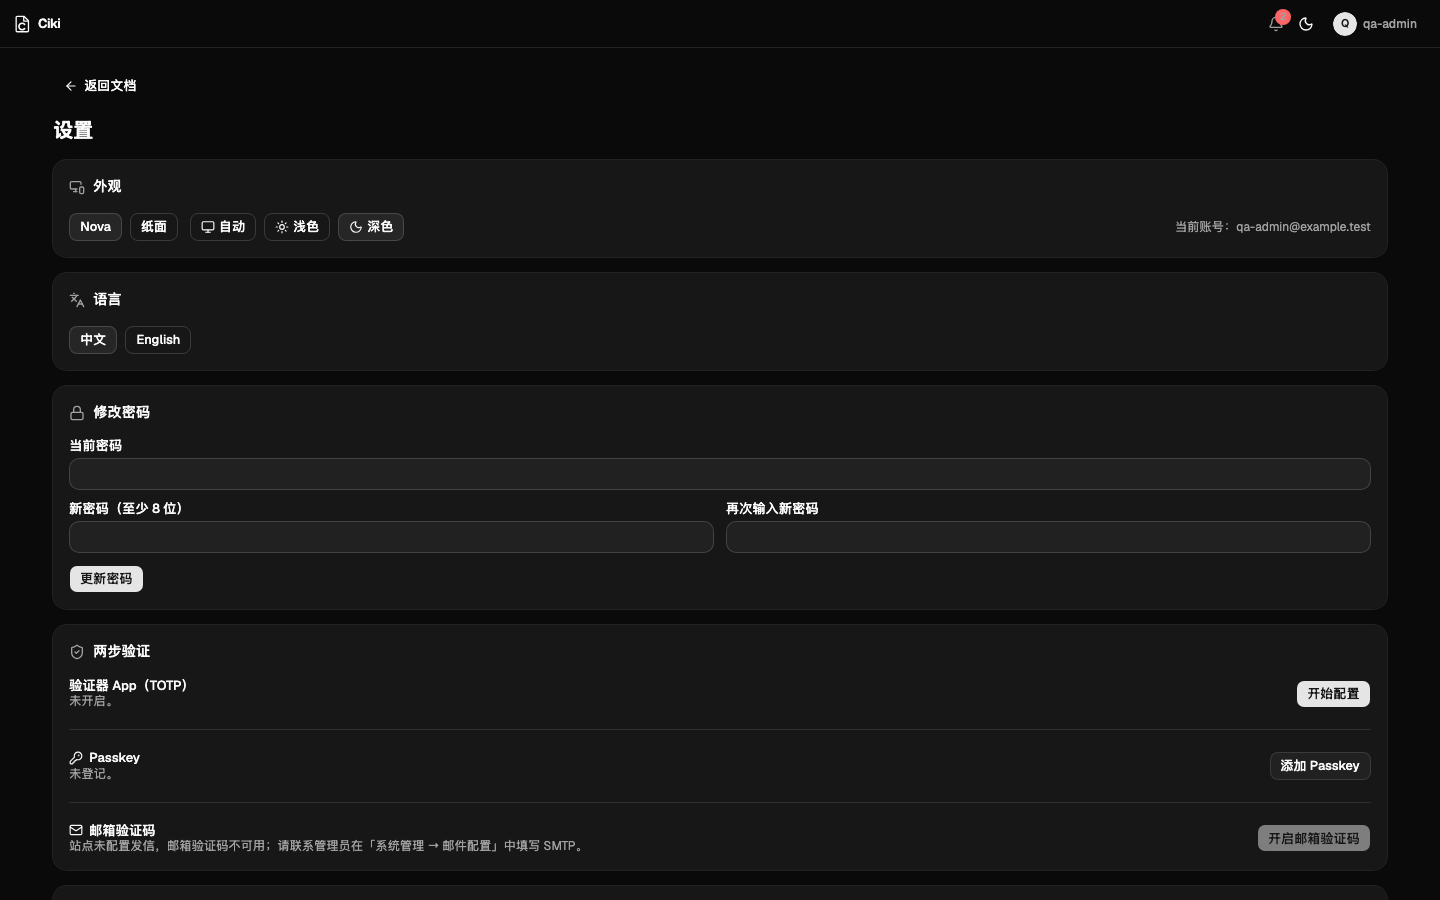 Ciki
Q qa-admin
返回文档
设置
外观
Nova 纸面 自动 浅色 深色 当前账号：qa-admin@example.test
语言
中文 English
修改密码
当前密码
新密码（至少 8 位） 再次输入新密码
更新密码
两步验证
验证器 App（TOTP）
未开启。
开始配置
Passkey
未登记。
添加 Passkey
邮箱验证码
站点未配置发信，邮箱验证码不可用；请联系管理员在「系统管理 → 邮件配置」中填写 SMTP。
开启邮箱验证码